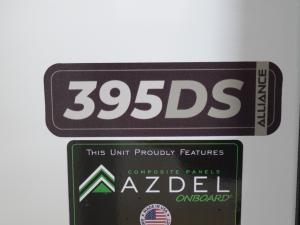 395DS
ALLIANCE
THIS UNIT PROUDLY FEATURES
COMPOSITE PANELS
AZDEL
ONBOARD